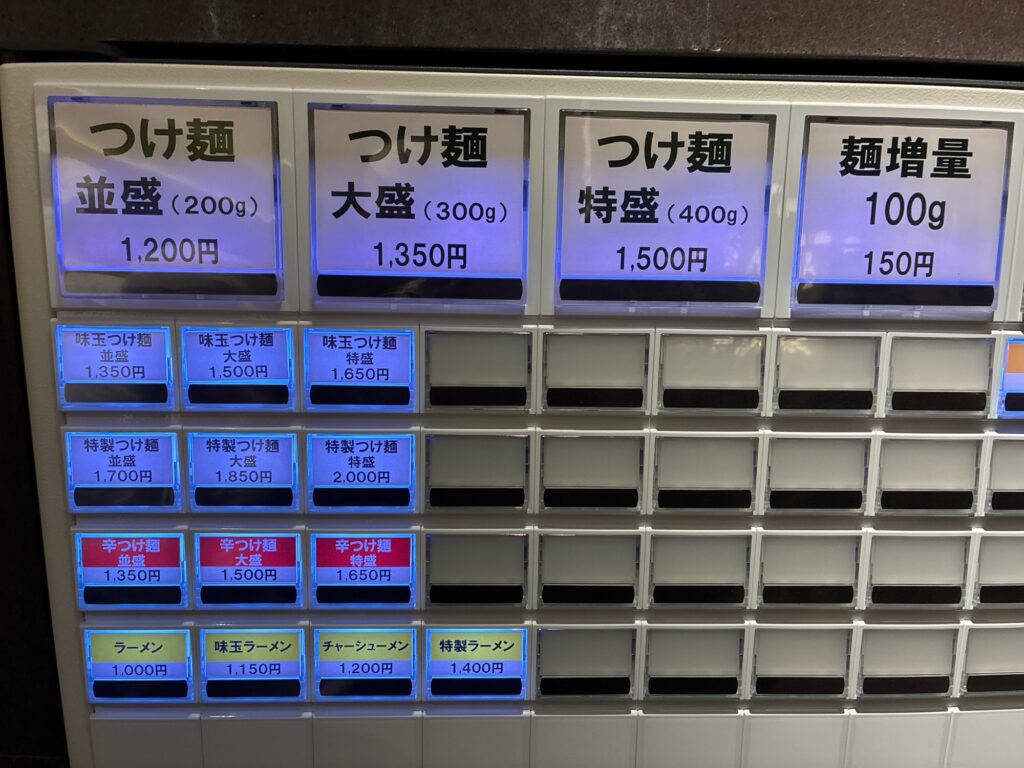 つけ麺
並盛(200g)
1,200円
つけ麺
大盛(300g)
1,350円
つけ麺
特盛(400g)
1,500円
麺増量
100g
150円
味玉つけ麺
並盛
1,350円
味玉つけ麺
大盛
1,500円
味玉つけ麺
特盛
1,650円
特製つけ麺
並盛
1,700円
特製つけ麺
大盛
1,850円
特製つけ麺
特盛
2,000円
辛つけ麺
並盛
1,350円
辛つけ麺
大盛
1,500円
辛つけ麺
特盛
1,650円
ラーメン
1,000円
味玉ラーメン
1,150円
チャーシューメン
1,200円
特製ラーメン
1,400円